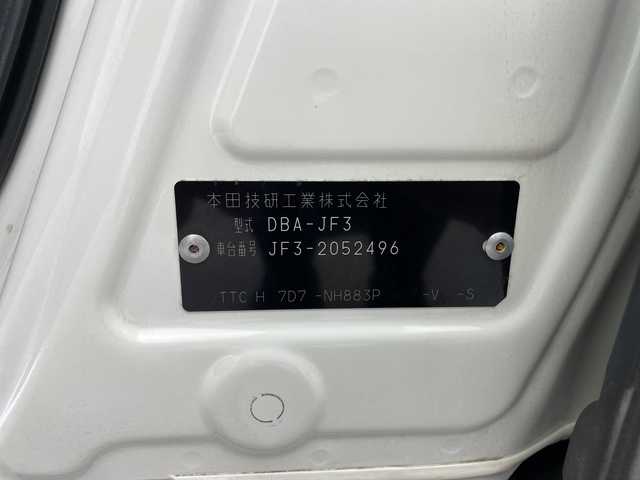 本田技研工業株式会社
型式 DBA-JF3
車台番号 JF3-2052496
TTC H 7D7 -NH883P -V -S